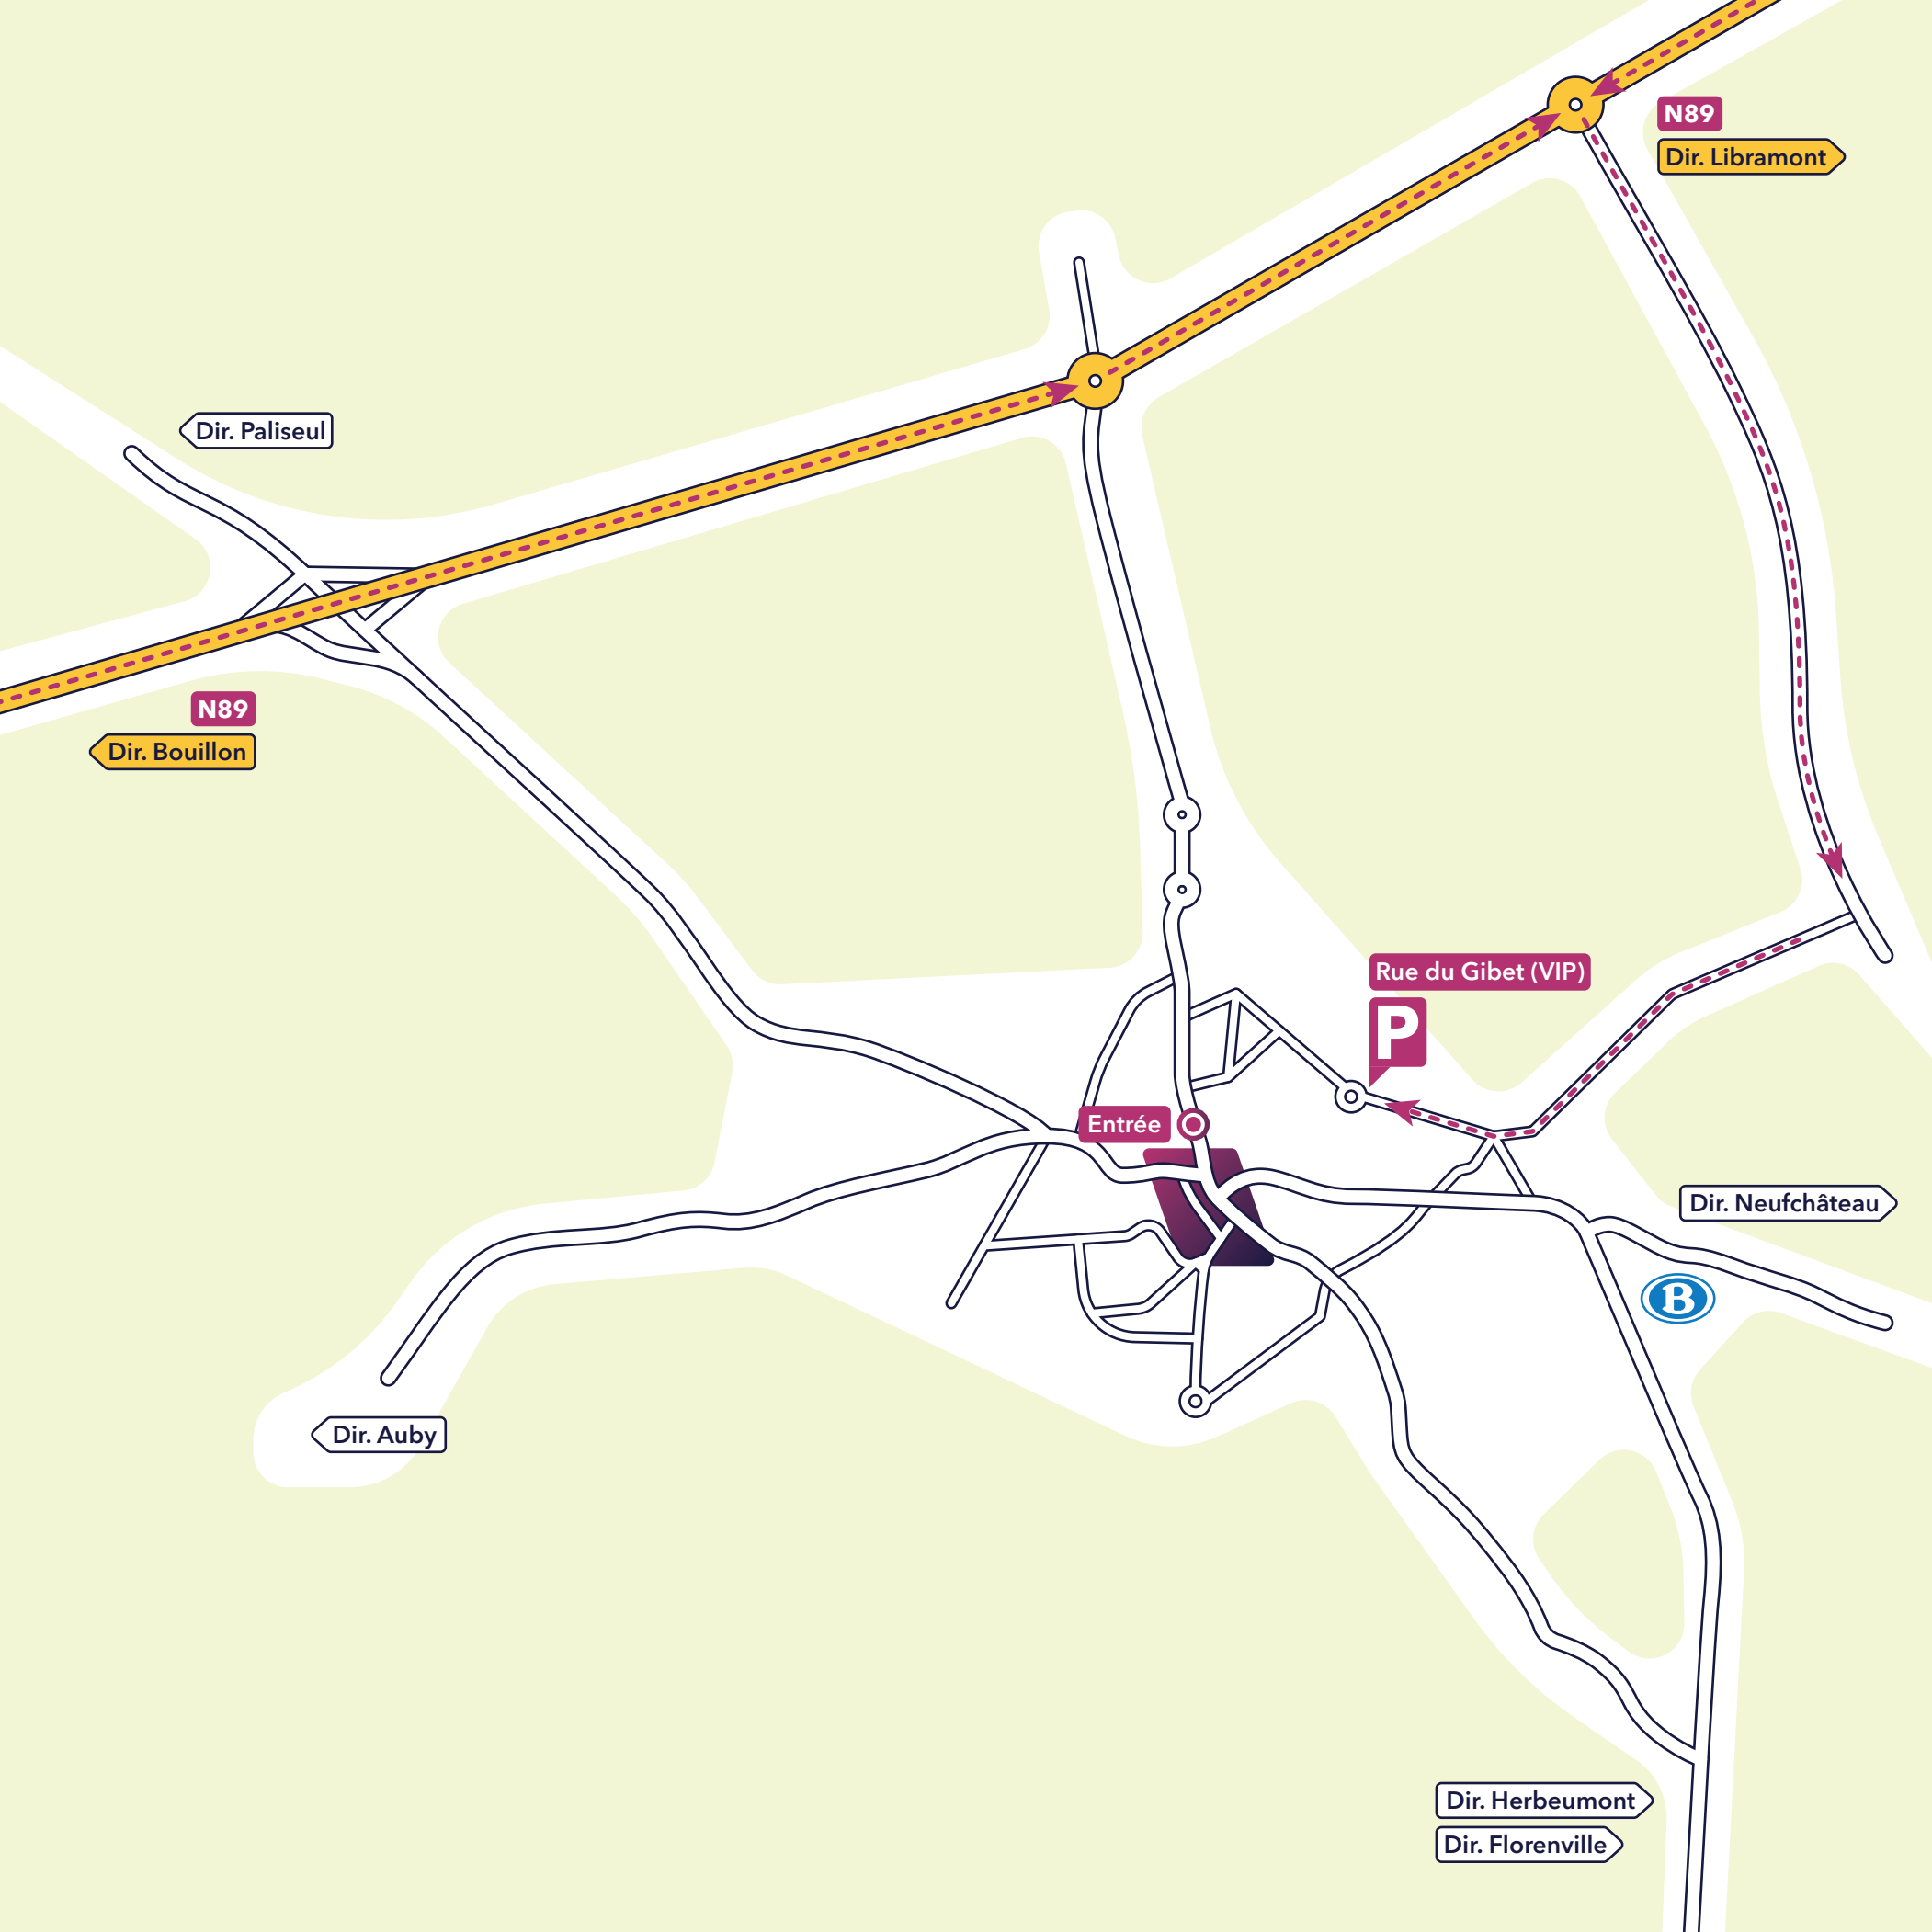 N89
Dir. Libramont
Dir. Paliseul
N89
Dir. Bouillon
Rue du Gibet (VIP)
P
Entrée
Dir. Neufchâteau
B
Dir. Auby
Dir. Herbeumont
Dir. Florenville